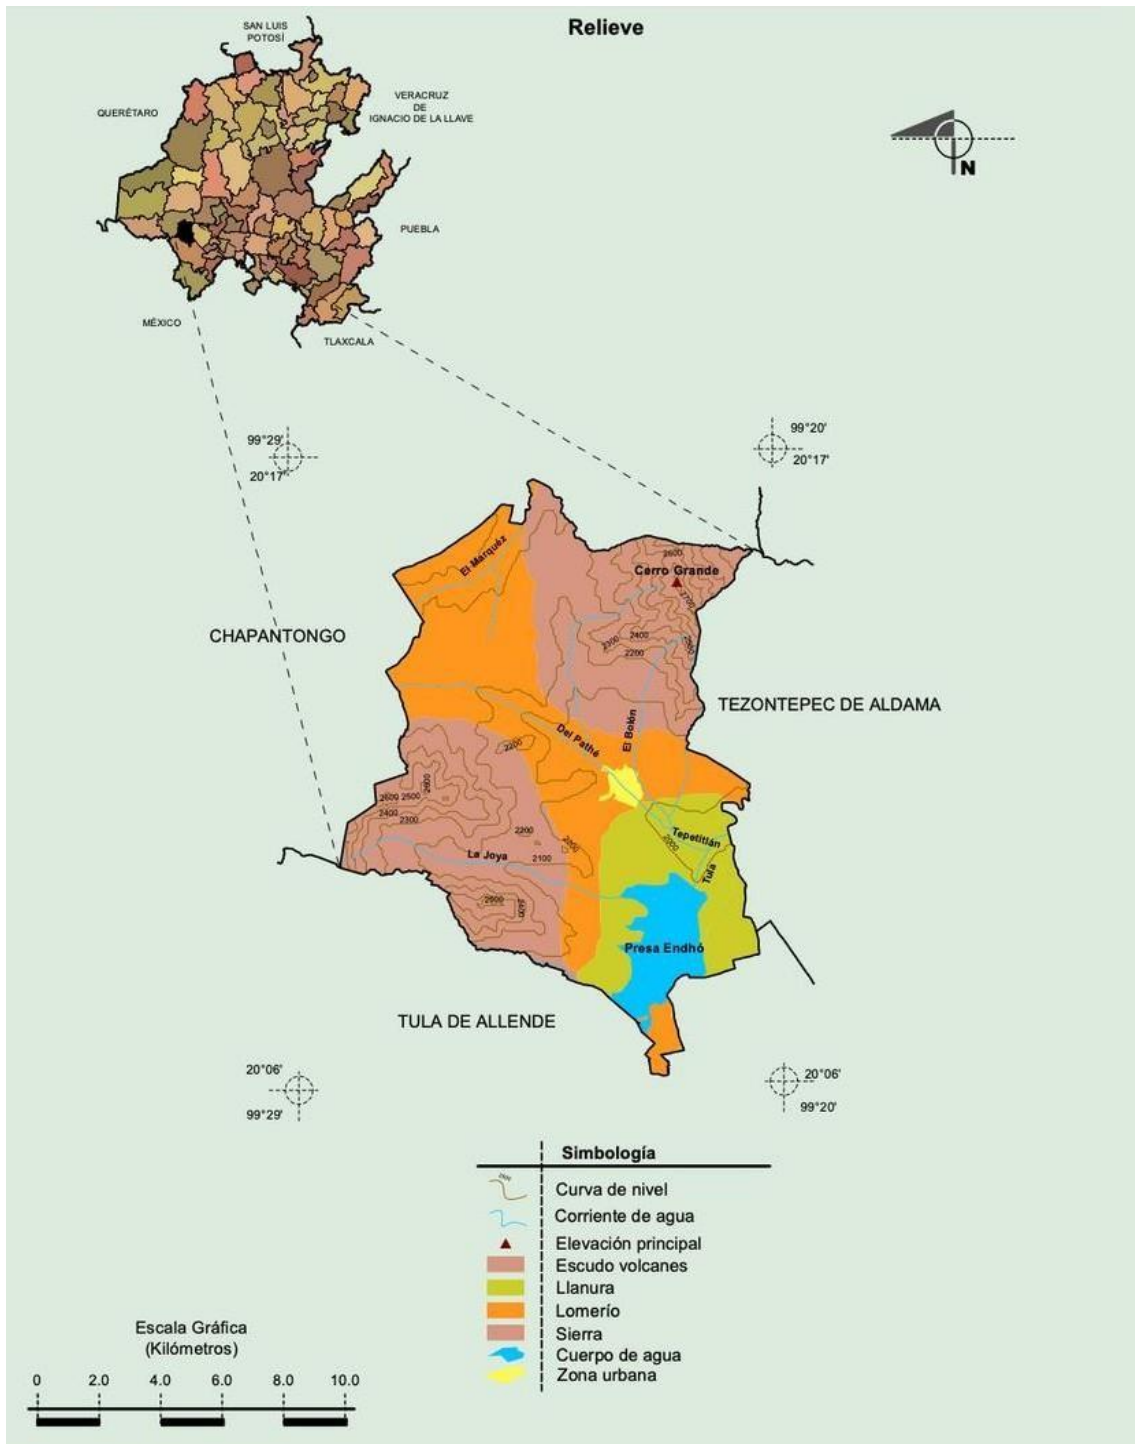 Relieve
SAN LUIS
POTOSÍ
QUERÉTARO
VERACRUZ
DE
IGNACIO DE LA LLAVE
N
PUEBLA
MÉXICO
TLAXCALA
99°29'
20°17'
99°20'
20°17'
El Marquéz
2600
Cerro Grande
2700
CHAPANTONGO
2300
2400
2200
TEZONTEPEC DE ALDAMA
Del Pathé
El Bolón
2200
2600
2500
2600
2400
2300
2200
2200
2000
Tepetitlán
La Joya
2100
Tula
2600
Presa Endhó
TULA DE ALLENDE
20°06'
99°29'
20°06'
99°20'
Simbología
Curva de nivel
Corriente de agua
Elevación principal
Escudo volcanes
Llanura
Lomerío
Sierra
Cuerpo de agua
Zona urbana
Escala Gráfica
(Kilómetros)
0 2.0 4.0 6.0 8.0 10.0